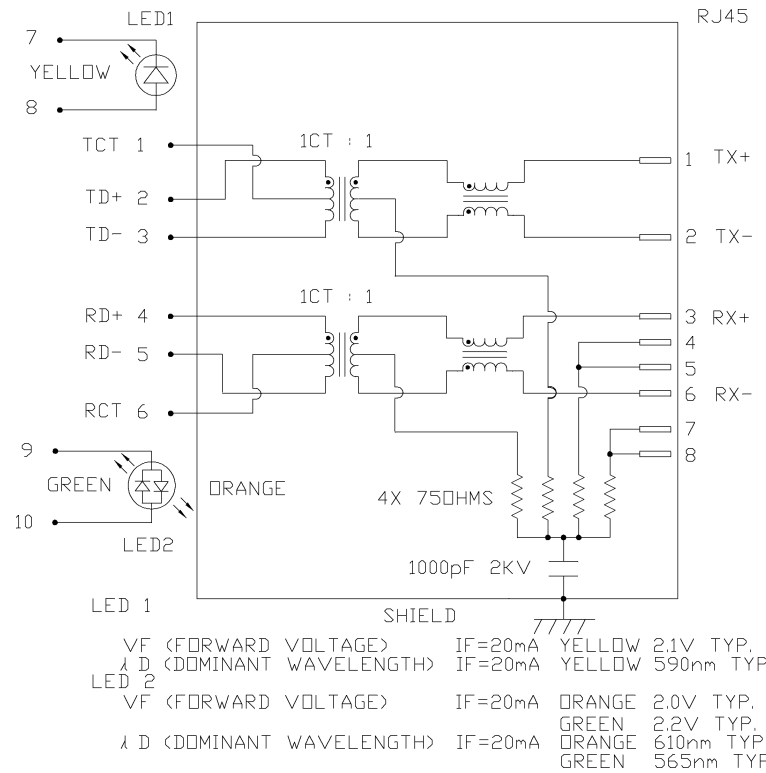 LED1
RJ45
7
YELLOW
8
TCT 1
1CT : 1
1 TX+
TD+ 2
TD- 3
2 TX-
1CT : 1
RD+ 4
3 RX+
4
RD- 5
5
6 RX-
RCT 6
7
9
8
GREEN
ORANGE
4X 75OHMS
10
LED2
1000pF 2KV
LED 1
SHIELD
VF (FORWARD VOLTAGE) IF=20mA YELLOW 2.1V TYP.
λ D (DOMINANT WAVELENGTH) IF=20mA YELLOW 590nm TYP
LED 2
VF (FORWARD VOLTAGE) IF=20mA ORANGE 2.0V TYP.
GREEN 2.2V TYP.
λ D (DOMINANT WAVELENGTH) IF=20mA ORANGE 610nm TYP
GREEN 565nm TYP